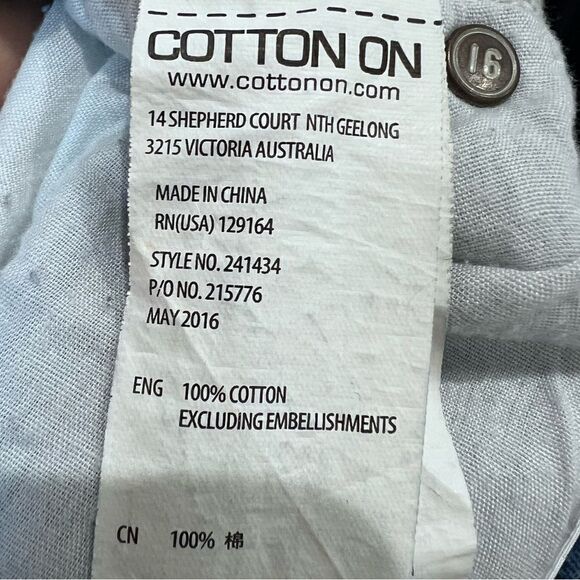 COTTON ON
www.cottonon.com
16
14 SHEPHERD COURT NTH GEELONG
3215 VICTORIA AUSTRALIA
MADE IN CHINA
RN(USA) 129164
STYLE NO. 241434
P/O NO. 215776
MAY 2016
ENG 100% COTTON
EXCLUDING EMBELLISHMENTS
CN 100% 棉